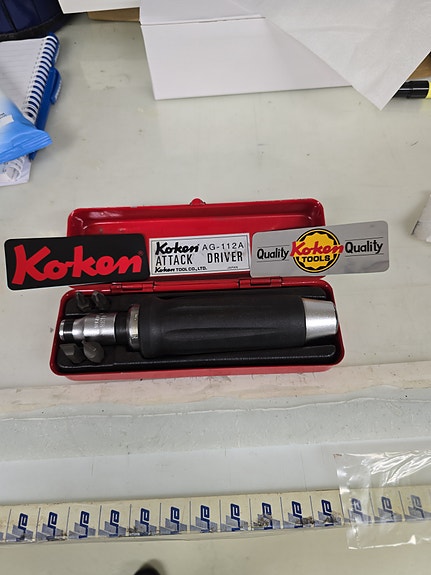 Koken
Koken AG-112A
ATTACK DRIVER
Koken TOOL CO., LTD. JAPAN
Quality Koken Quality
TOOLS